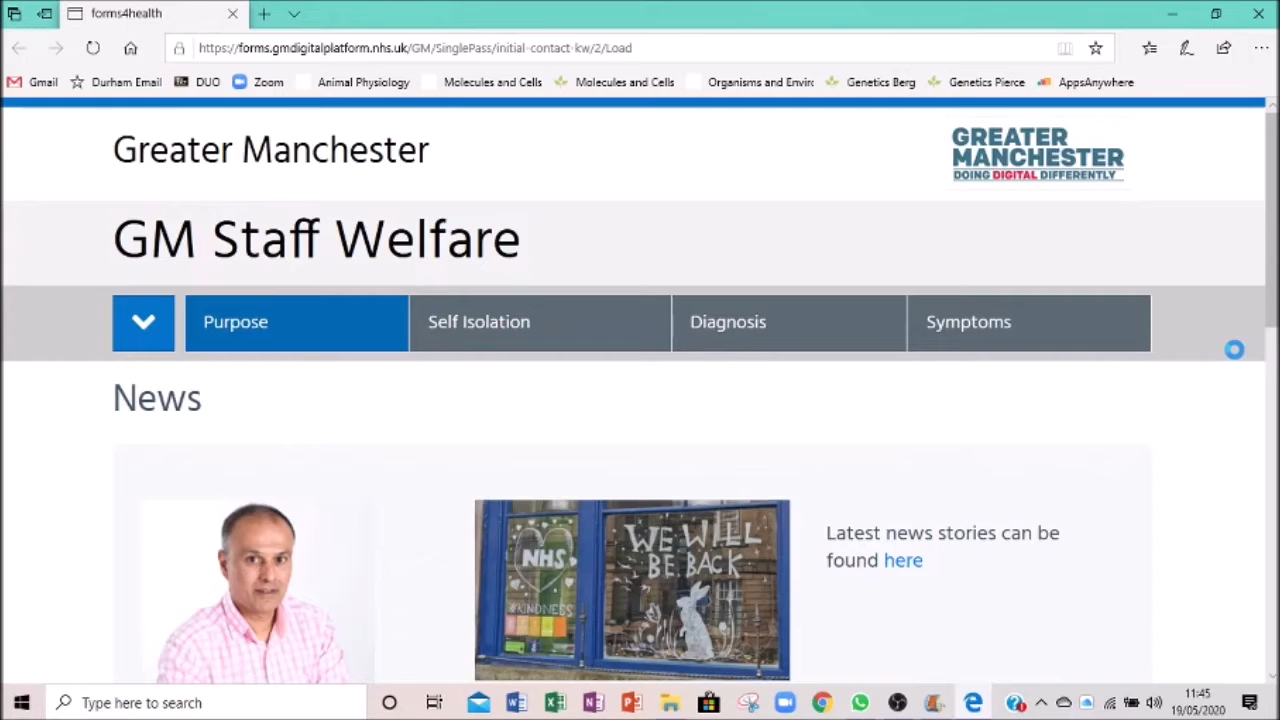 forms4health
https://forms.gmdigitalplatform.nhs.uk/GM/SinglePass/initial-contact-kw/2/Load
Gmail Durham Email DUO Zoom Animal Physiology Molecules and Cells Molecules and Cells Organisms and Envir Genetics Berg Genetics Pierce AppsAnywhere
Greater Manchester
GREATER
MANCHESTER
DOING DIGITAL DIFFERENTLY
GM Staff Welfare
Purpose Self Isolation Diagnosis Symptoms
News
NHS
#KINDNESS
WE WILL
BE BACK
Latest news stories can be
found here
Type here to search
11:45
19/05/2020